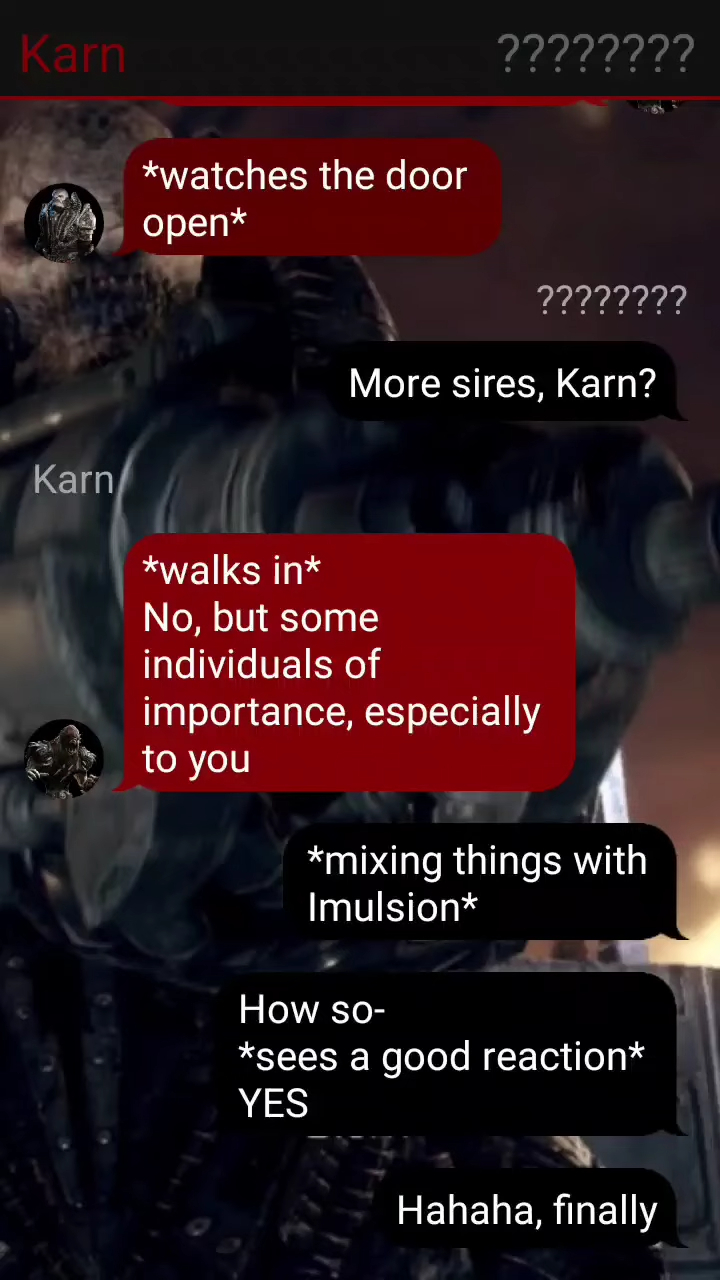 Karn
????????
*watches the door
open*
????????
More sires, Karn?
Karn
*walks in*
No, but some
individuals of
importance, especially
to you
*mixing things with
Imulsion*
How so-
*sees a good reaction*
YES
Hahaha, finally